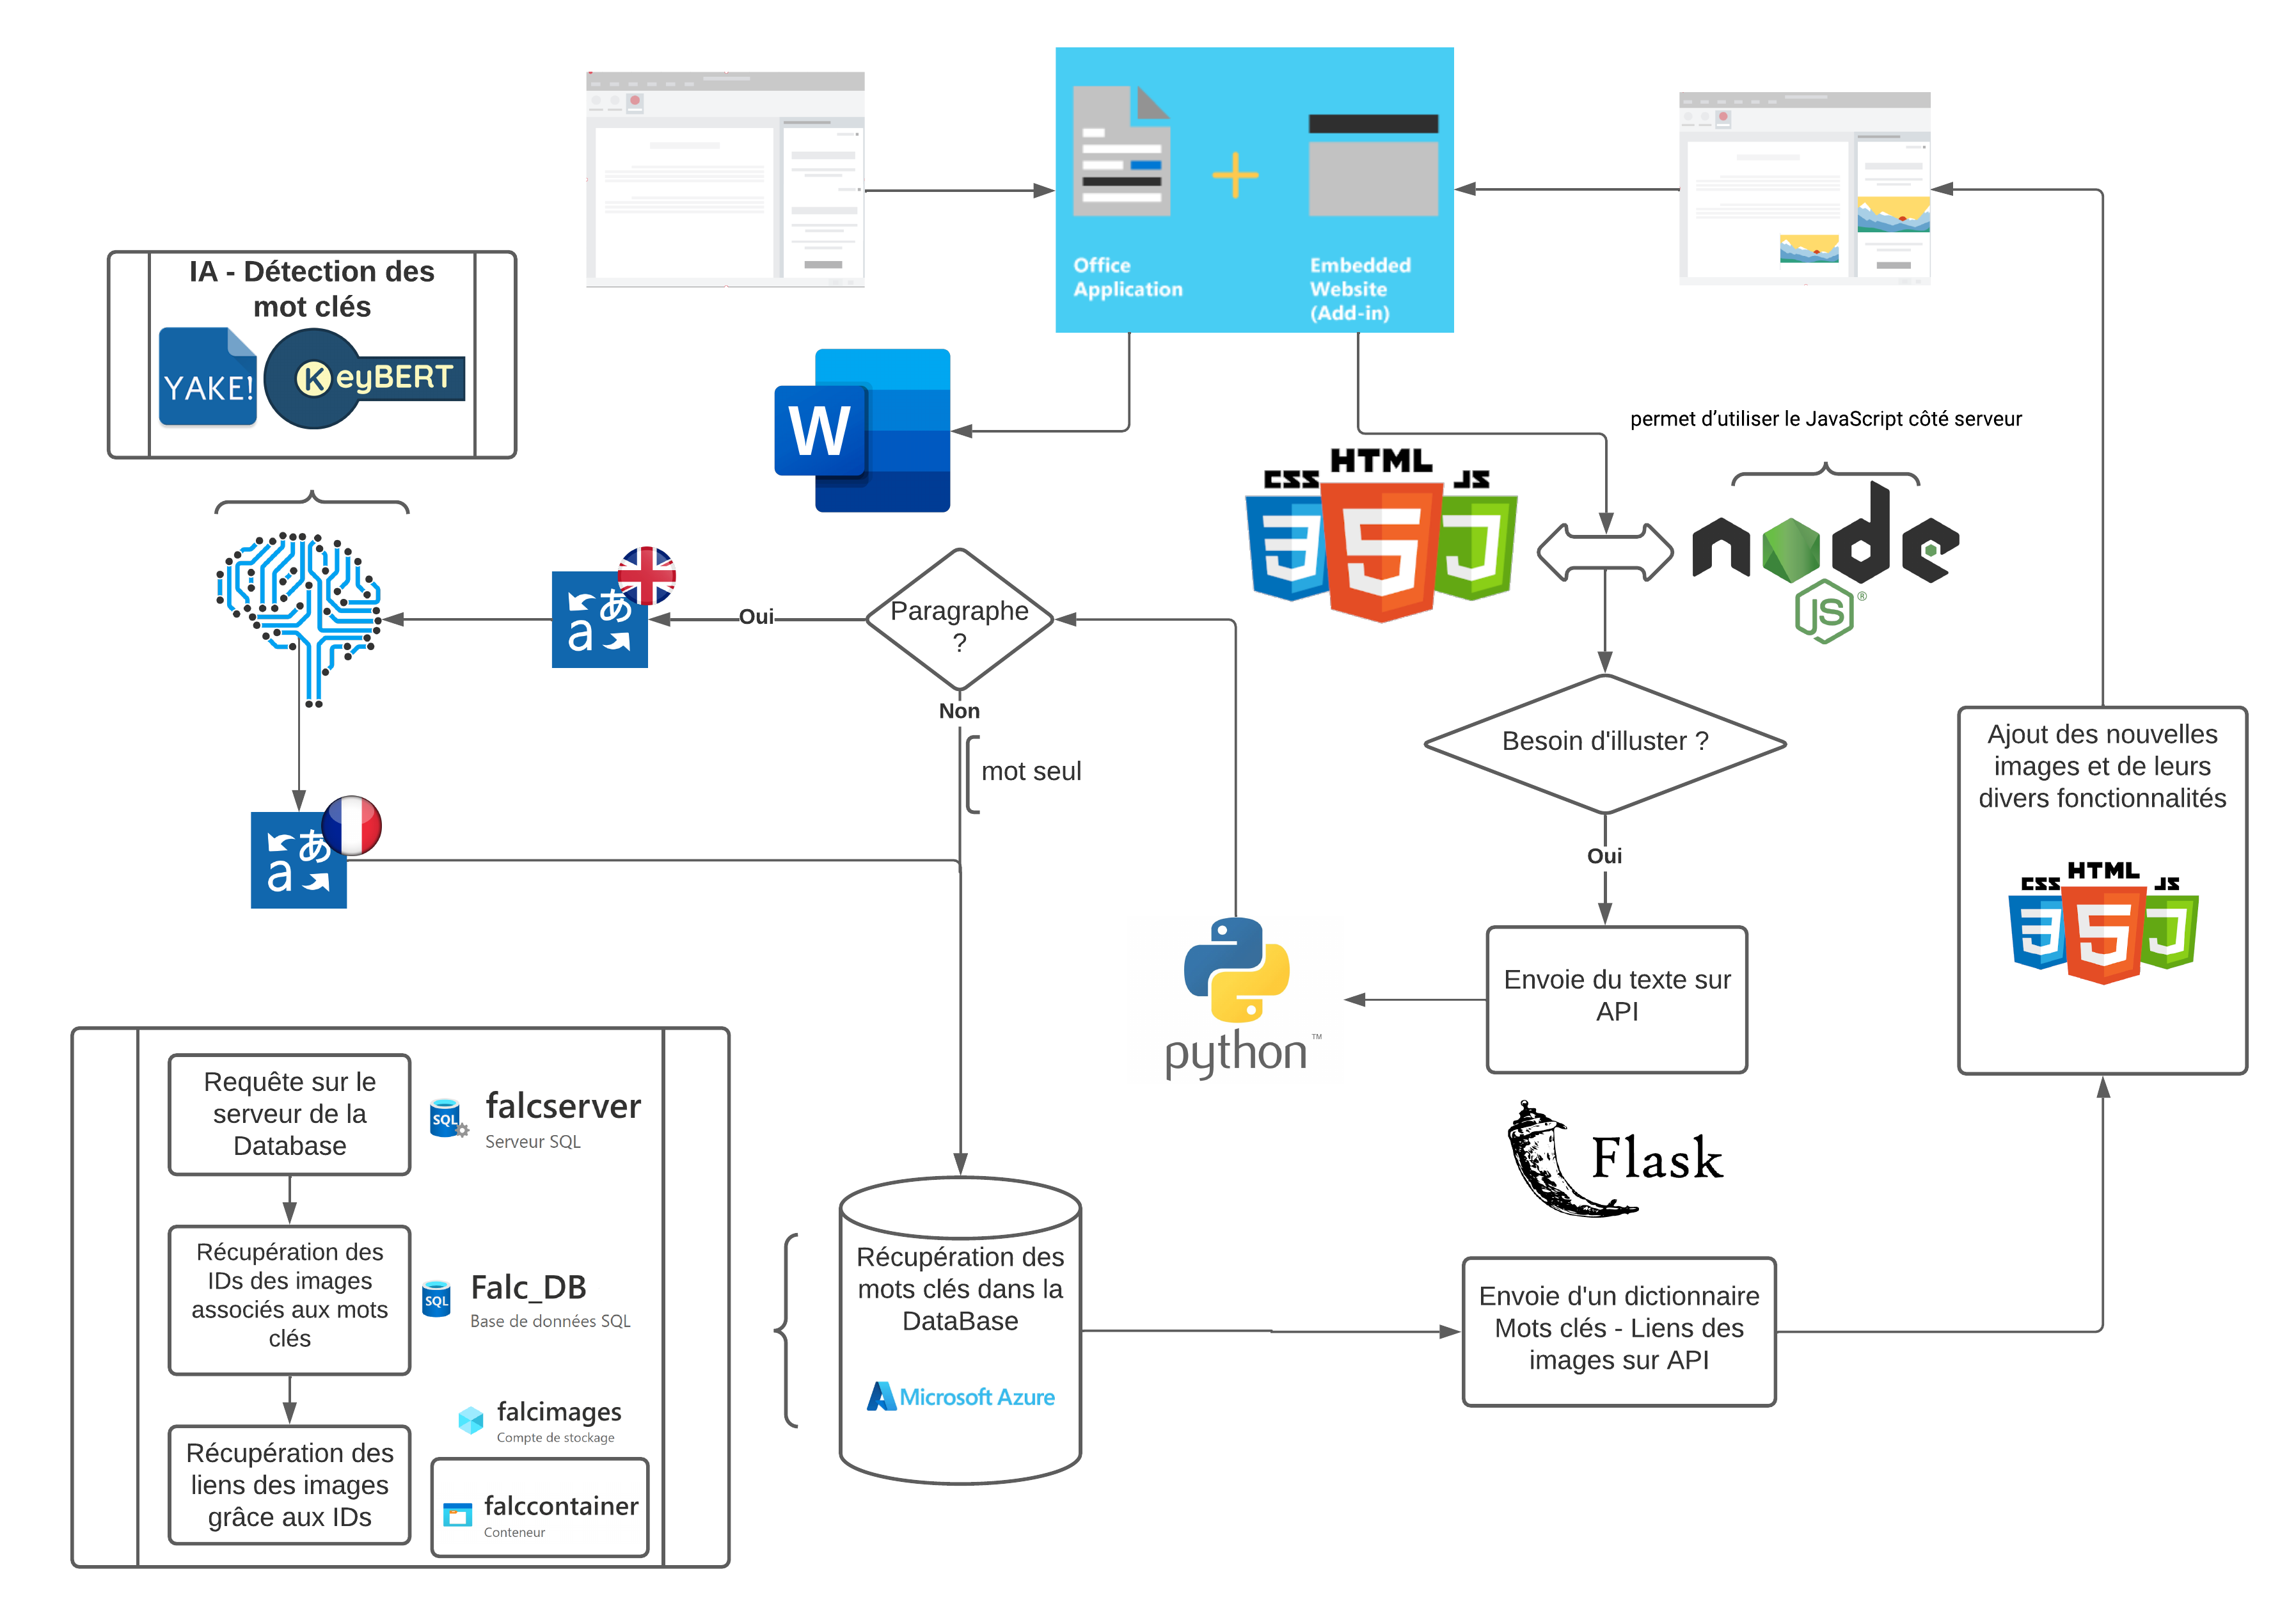 Office
Application
Embedded
Website
(Add-in)
IA - Détection des
mot clés
YAKE!
KeyBERT
W
permet d’utiliser le JavaScript côté serveur
CSS
HTML
JS
node
JS®
a あ
Oui
Paragraphe
?
Non
mot seul
Besoin d'illuster ?
Oui
a あ
Ajout des nouvelles
images et de leurs
divers fonctionnalités
CSS
HTML
JS
Envoie du texte sur
API
python™
Flask
Requête sur le
serveur de la
Database
SQL
falcserver
Serveur SQL
Récupération des
IDs des images
associés aux mots
clés
SQL
Falc_DB
Base de données SQL
Récupération des
liens des images
grâce aux IDs
falcimages
Compte de stockage
falccontainer
Conteneur
Récupération des
mots clés dans la
DataBase
Microsoft Azure
Envoie d'un dictionnaire
Mots clés - Liens des
images sur API